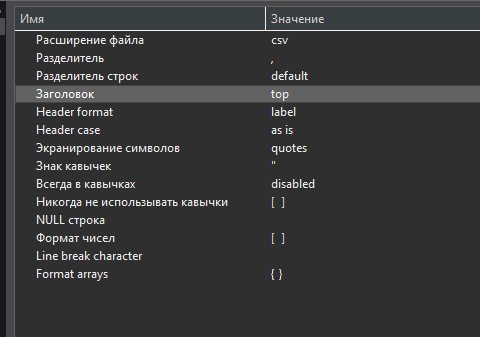 Имя Значение
Расширение файла csv
Разделитель ,
Разделитель строк default
Заголовок top
Header format label
Header case as is
Экранирование символов quotes
Знак кавычек "
Всегда в кавычках disabled
Никогда не использовать кавычки [ ]
NULL строка
Формат чисел [ ]
Line break character
Format arrays { }